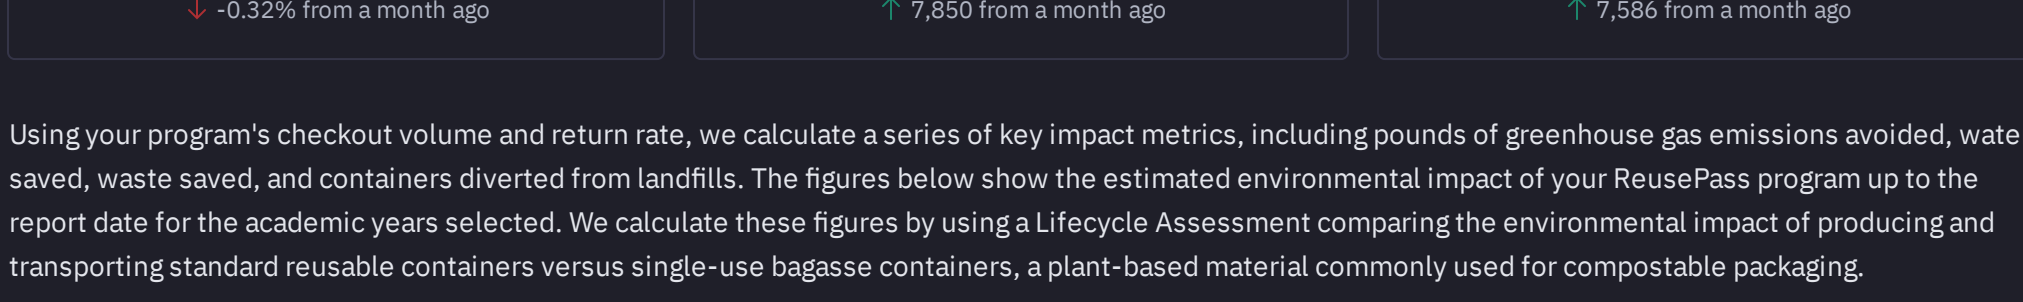 ↓ -0.32% from a month ago
↑ 7,850 from a month ago
↑ 7,586 from a month ago
Using your program's checkout volume and return rate, we calculate a series of key impact metrics, including pounds of greenhouse gas emissions avoided, wate
saved, waste saved, and containers diverted from landfills. The figures below show the estimated environmental impact of your ReusePass program up to the
report date for the academic years selected. We calculate these figures by using a Lifecycle Assessment comparing the environmental impact of producing and
transporting standard reusable containers versus single-use bagasse containers, a plant-based material commonly used for compostable packaging.